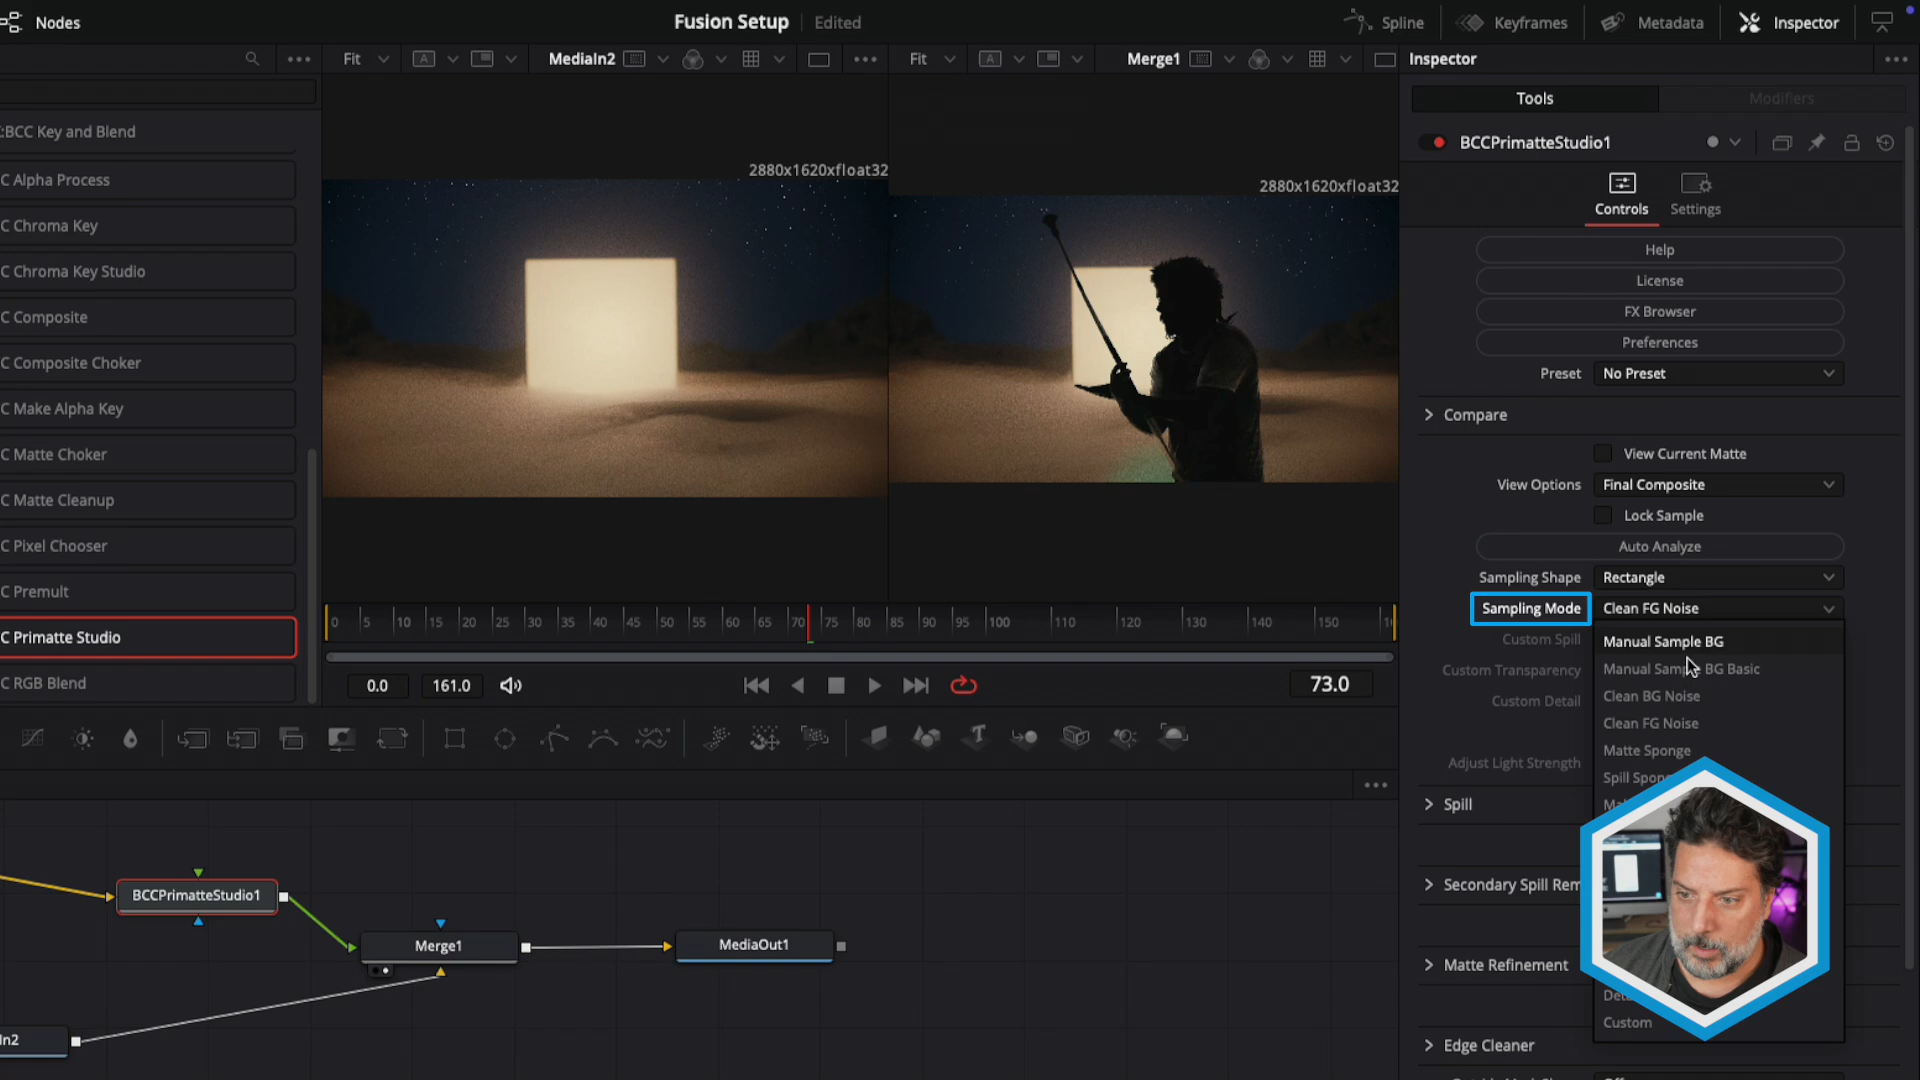 Nodes
Fusion Setup
Edited
Spline
Keyframes
Metadata
Inspector
Fit
A
MediaIn2
Fit
A
Merge1
Inspector
Tools
Modifiers
:BCC Key and Blend
C Alpha Process
C Chroma Key
C Chroma Key Studio
C Composite
C Composite Choker
C Make Alpha Key
C Matte Choker
C Matte Cleanup
C Pixel Chooser
C Premult
C Primatte Studio
C RGB Blend
2880x1620xfloat32
2880x1620xfloat32
BCCPrimatteStudio1
Controls
Settings
Help
License
FX Browser
Preferences
Preset
No Preset
Compare
View Current Matte
View Options
Final Composite
Lock Sample
Auto Analyze
Sampling Shape
Rectangle
Sampling Mode
Clean FG Noise
Custom Spill
Custom Transparency
Custom Detail
Adjust Light Strength
Manual Sample BG
Manual Sample BG Basic
Clean BG Noise
Clean FG Noise
Matte Sponge
Spill Spon
Custom
Spill
Secondary Spill Rem
Matte Refinement
Edge Cleaner
0 5 10 15 20 25 30 35 40 45 50 55 60 65 70 75 80 85 90 95 100 110 120 130 140 150
0.0
161.0
73.0
BCCPrimatteStudio1
Merge1
MediaOut1
In2